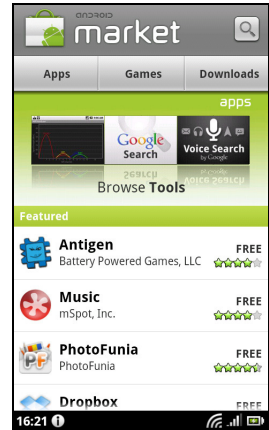 android
market
Apps Games Downloads
apps
Google
Search
Voice Search
by Google
Browse Tools
Featured
Antigen
Battery Powered Games, LLC
FREE
Music
mSpot, Inc.
FREE
PhotoFunia
PhotoFunia
FREE
Dropbox
FREE
16:21